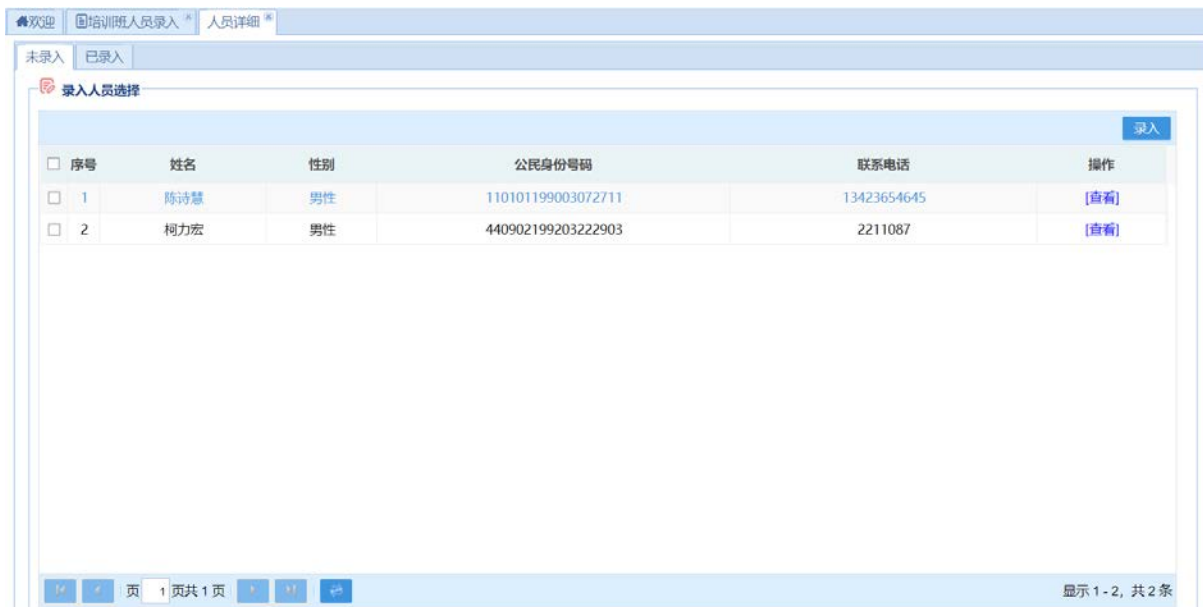 欢迎 培训班人员录入 人员详细
未录入 已录入
录入人员选择
录入
序号 姓名 性别 公民身份号码 联系电话 操作
1 陈诗慧 男性 110101199003072711 13423654645 [查看]
2 柯力宏 男性 440902199203222903 2211087 [查看]
页 1 页共 1 页 显示 1 - 2, 共 2 条